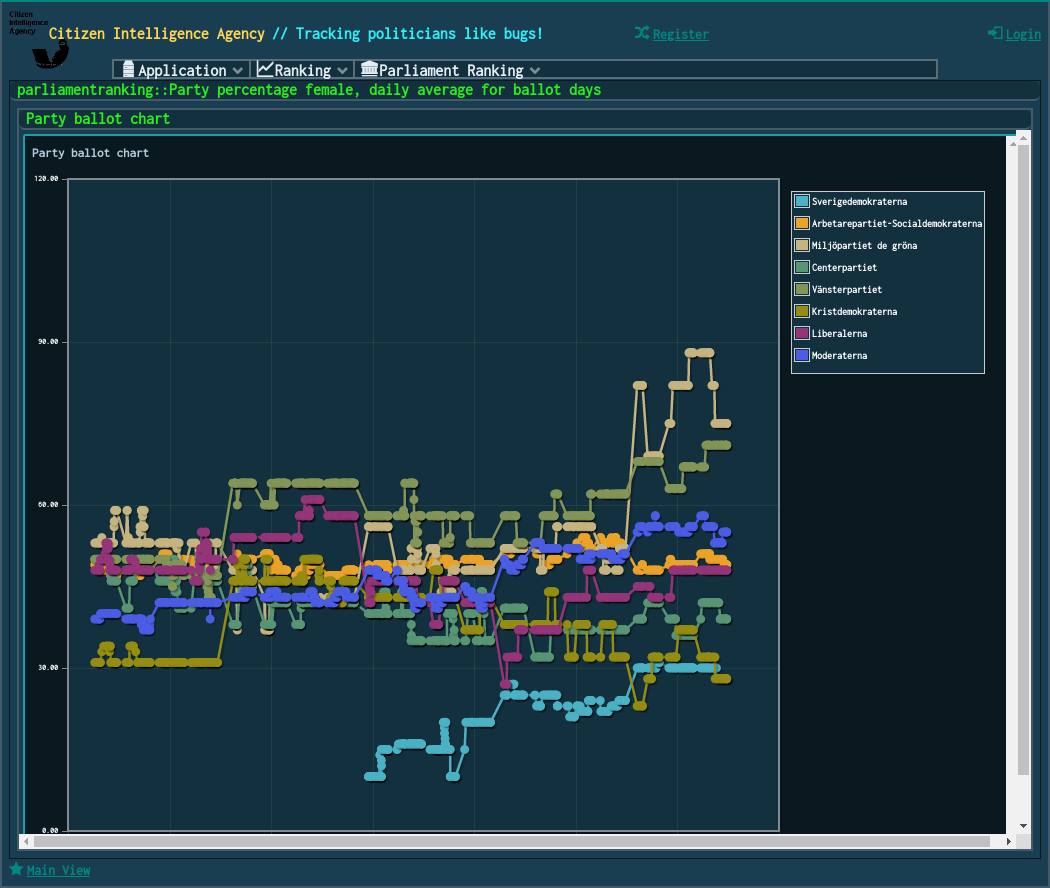 Citizen
Intelligence
Agency
Citizen Intelligence Agency // Tracking politicians like bugs!
Register
Login
Application
Ranking
Parliament Ranking
parliamentranking::Party percentage female, daily average for ballot days
Party ballot chart
Party ballot chart
120.00
90.00
60.00
30.00
0.00
Sverigedemokraterna
Arbetarepartiet-Socialdemokraterna
Miljöpartiet de gröna
Centerpartiet
Vänsterpartiet
Kristdemokraterna
Liberalerna
Moderaterna
Main View